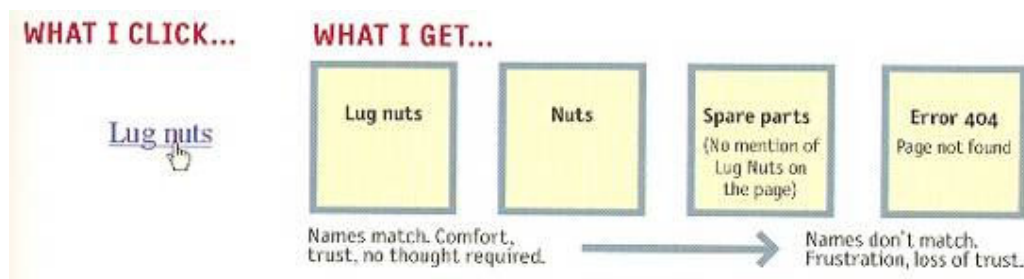 WHAT I CLICK...
WHAT I GET...
Lug nuts
Lug nuts
Nuts
Spare parts
(No mention of
Lug Nuts on
the page)
Error 404
Page not found
Names match. Comfort,
trust, no thought required.
Names don't match.
Frustration, loss of trust.